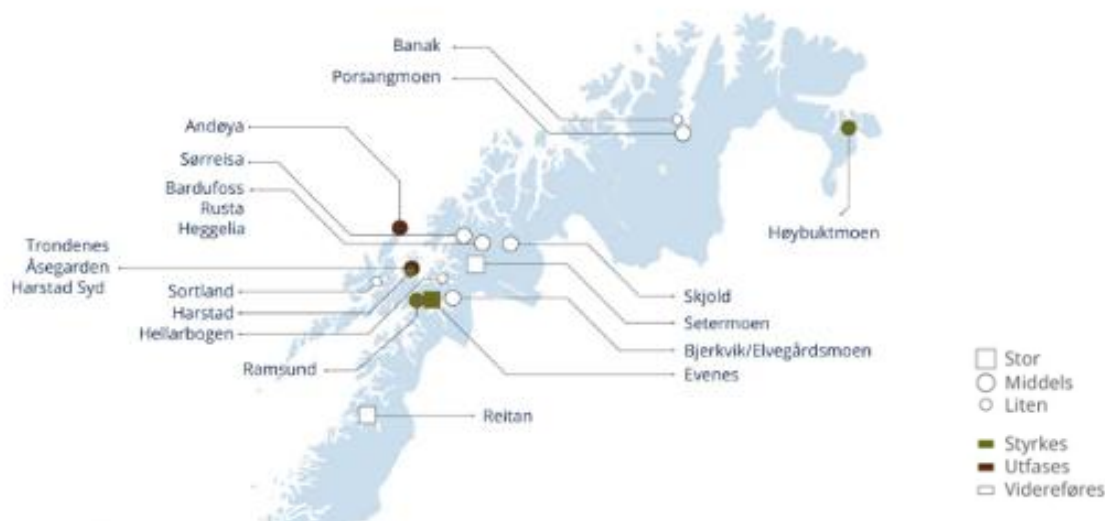 Banak
Porsangmoen
Andøya
Sørreisa
Bardufoss
Rusta
Heggelia
Trondenes
Åsegarden
Harstad Syd
Sortland
Harstad
Hellarbogen
Ramsund
Høybuktmoen
Skjold
Setermoen
Bjerkvik/Elvegårdsmoen
Evenes
Reitan
Stor
Middels
Liten
Styrkes
Utfases
Videreføres